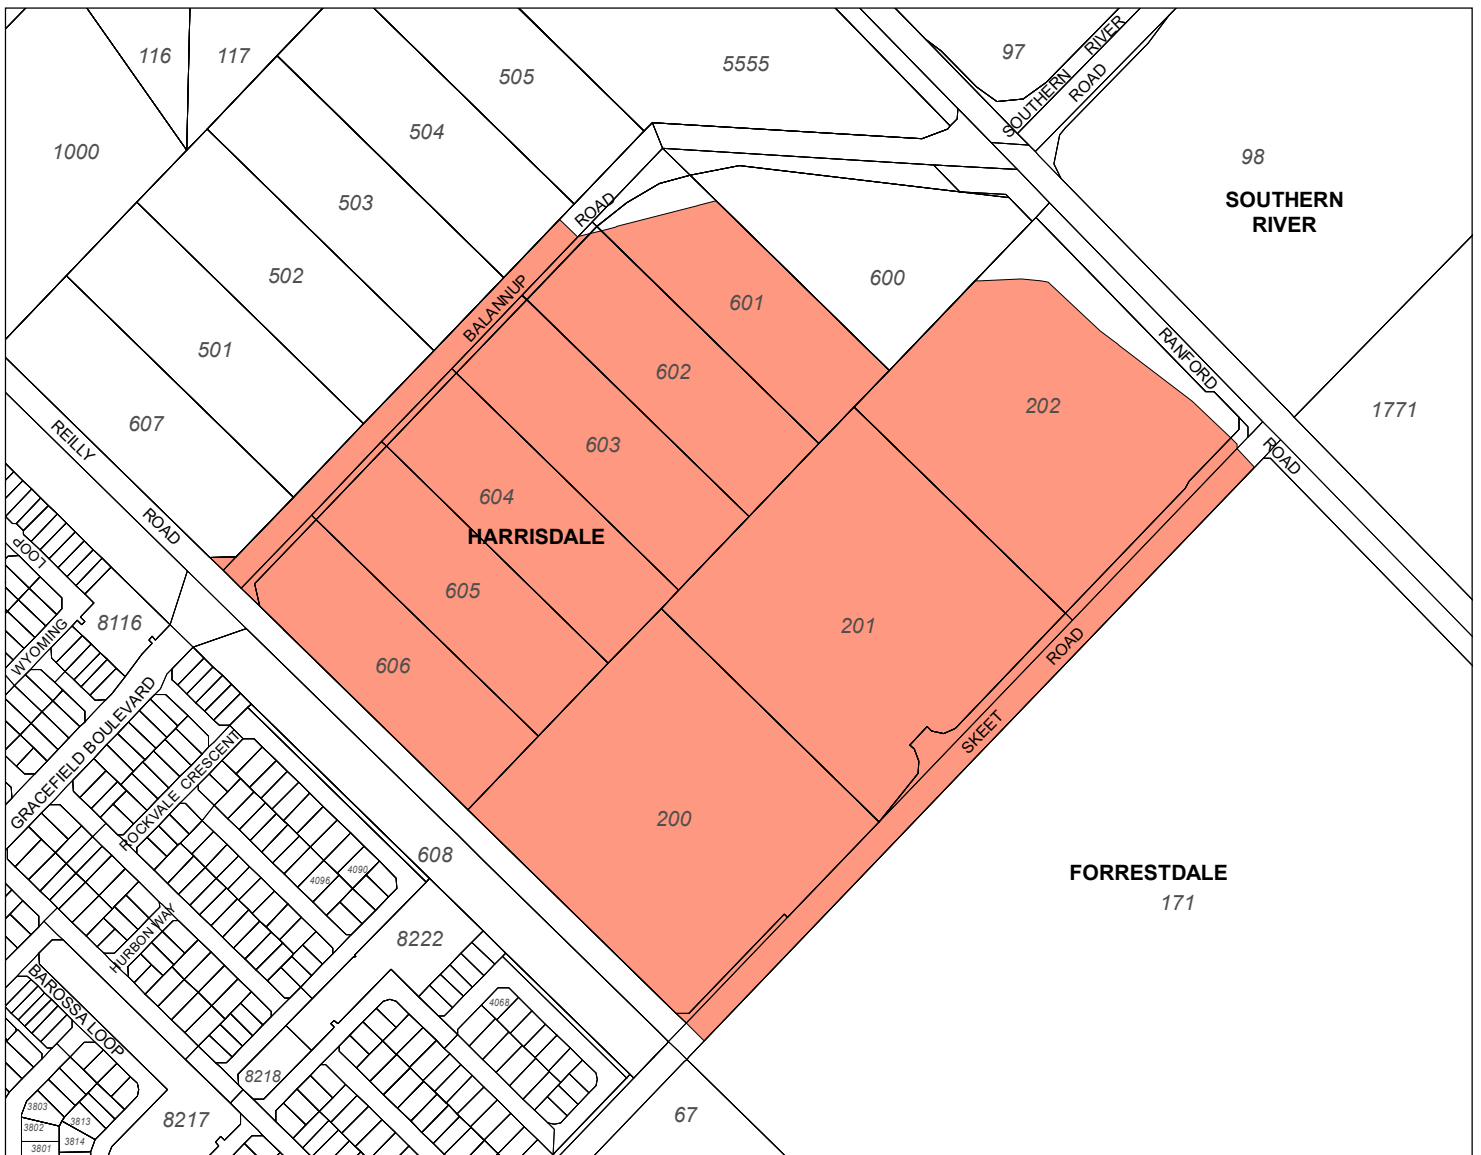 116
117
505
5555
97
SOUTHERN RIVER
ROAD
1000
504
98
SOUTHERN
RIVER
503
ROAD
502
600
BALANNUP
601
501
602
RANFORD
ROAD
202
1771
607
REILLY
ROAD
603
604
HARRISDALE
605
201
LOOP
8116
WYOMING
606
ROAD
SKEET
GRACEFIELD BOULEVARD
ROCKVALE CRESCENT
200
608
4090
4096
FORRESTDALE
171
HURBON WAY
8222
BAROSSA LOOP
4068
8218
3803
3813
3802
3814
3801
8217
67